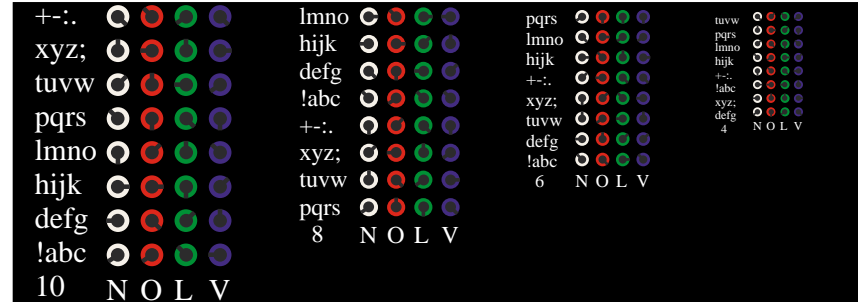 +-:.
xyz;
tuvw
pqrs
lmno
hijk
defg
!abc
10 N O L V
lmno
hijk
defg
!abc
+-:.
xyz;
tuvw
pqrs
8 N O L V
pqrs
lmno
hijk
+-:.
xyz;
tuvw
defg
!abc
6 N O L V
tuvw
pqrs
lmno
hijk
+-:.
!abc
xyz;
defg
4 N O L V